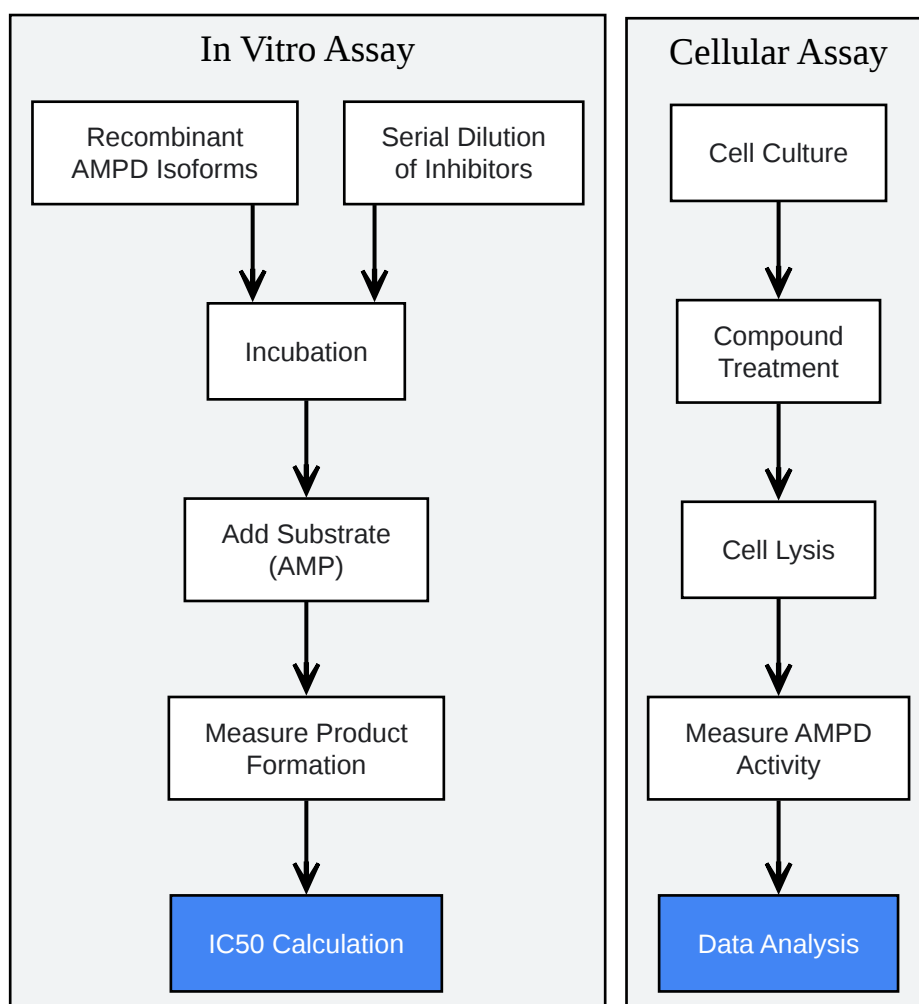 In Vitro Assay
Recombinant
AMPD Isoforms
Serial Dilution
of Inhibitors
Incubation
Add Substrate
(AMP)
Measure Product
Formation
IC50 Calculation
Cellular Assay
Cell Culture
Compound
Treatment
Cell Lysis
Measure AMPD
Activity
Data Analysis